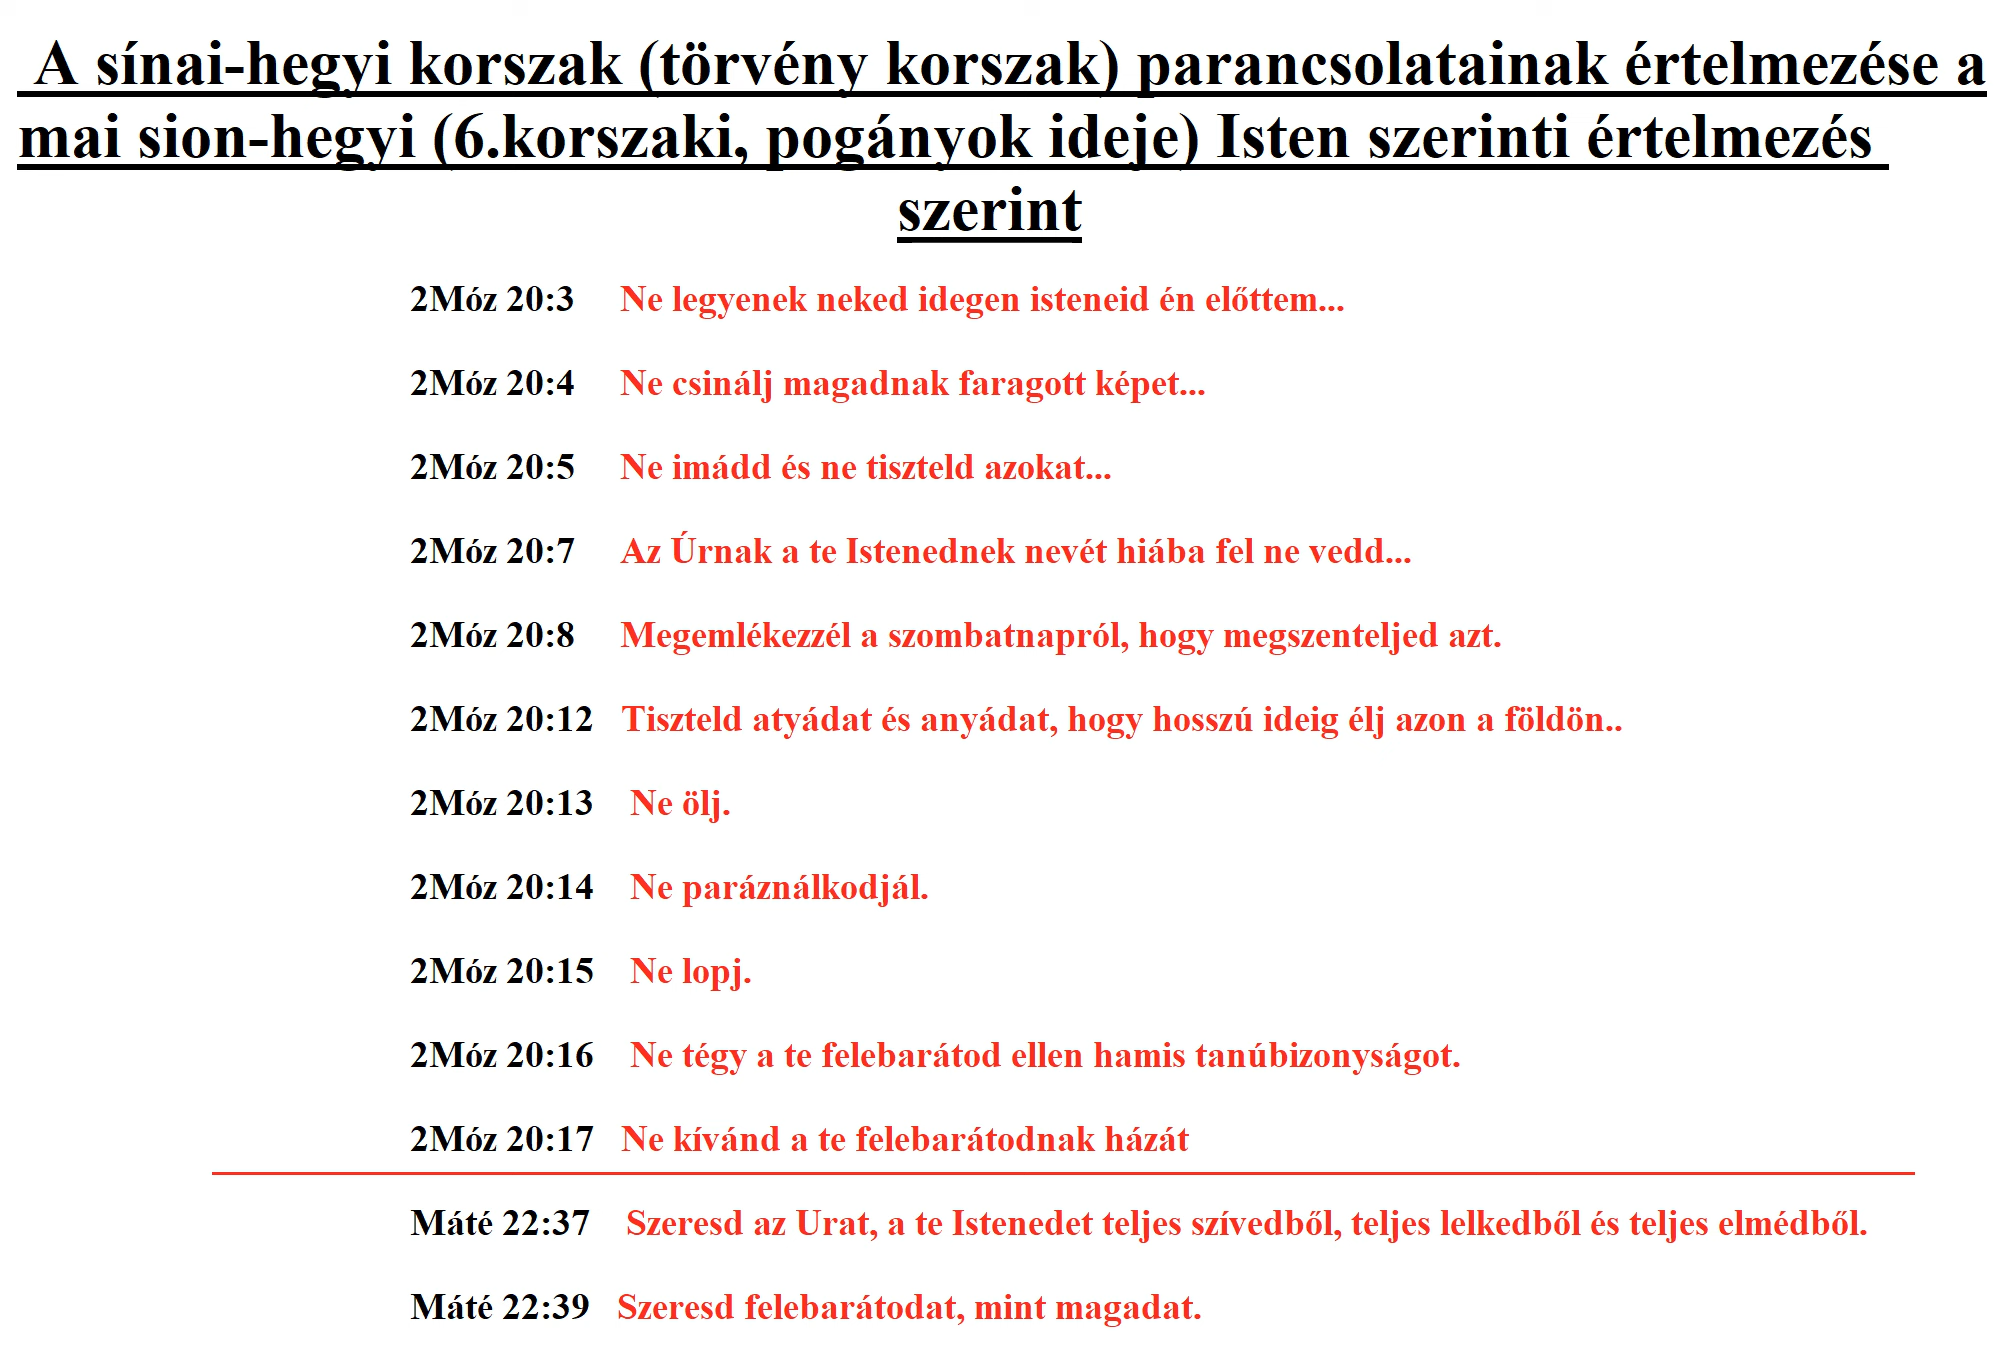 A sínai-hegyi korszak (törvény korszak) parancsolatainak értelmezése a
mai sion-hegyi (6.korszaki, pogányok ideje) Isten szerinti értelmezés
szerint
2Móz 20:3 Ne legyenek neked idegen isteneid én előttem...
2Móz 20:4 Ne csinálj magadnak faragott képet...
2Móz 20:5 Ne imádd és ne tiszteld azokat...
2Móz 20:7 Az Úrnak a te Istenednek nevét hiába fel ne vedd...
2Móz 20:8 Megemlékezzél a szombatnapról, hogy megszenteljed azt.
2Móz 20:12 Tiszteld atyádat és anyádat, hogy hosszú ideig élj azon a földön..
2Móz 20:13 Ne ölj.
2Móz 20:14 Ne paráználkodjál.
2Móz 20:15 Ne lopj.
2Móz 20:16 Ne tégy a te felebarátod ellen hamis tanúbizonyságot.
2Móz 20:17 Ne kívánd a te felebarátodnak házát
Máté 22:37 Szeresd az Urat, a te Istenedet teljes szívedből, teljes lelkedből és teljes elmédből.
Máté 22:39 Szeresd felebarátodat, mint magadat.